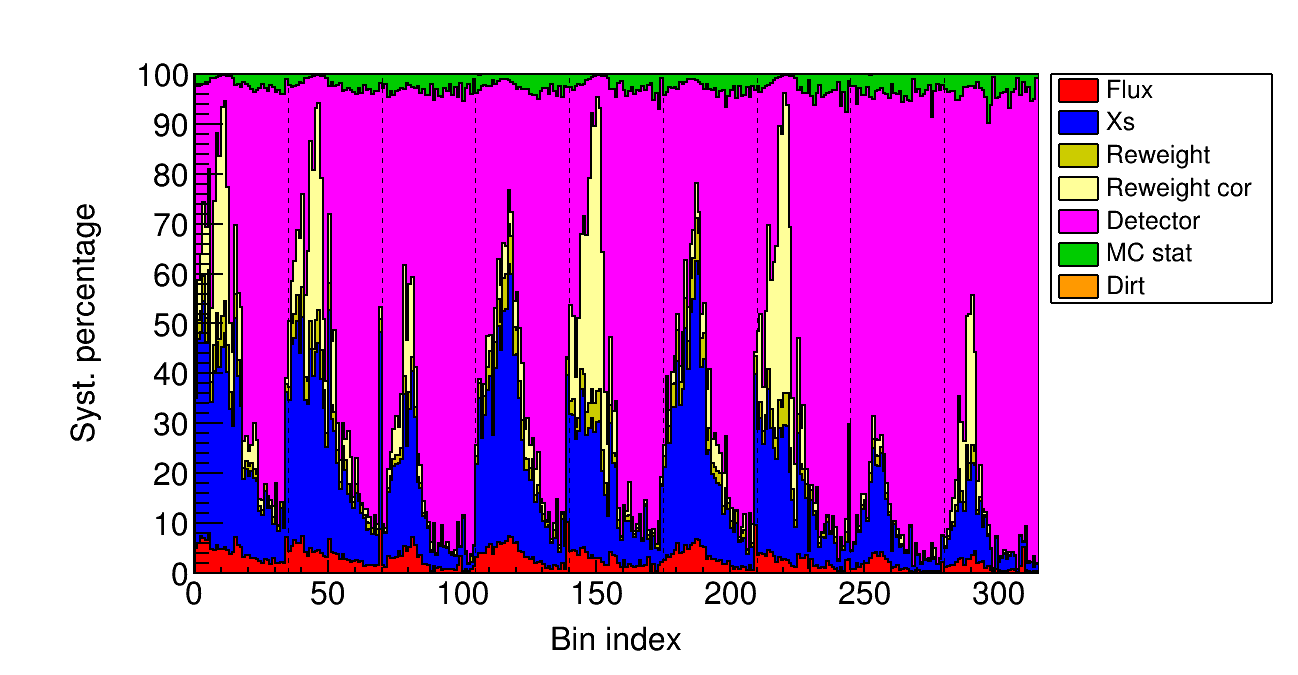 Syst. percentage
100
90
80
70
60
50
40
30
20
10
0
0 50 100 150 200 250 300
Bin index
Flux
Xs
Reweight
Reweight cor
Detector
MC stat
Dirt